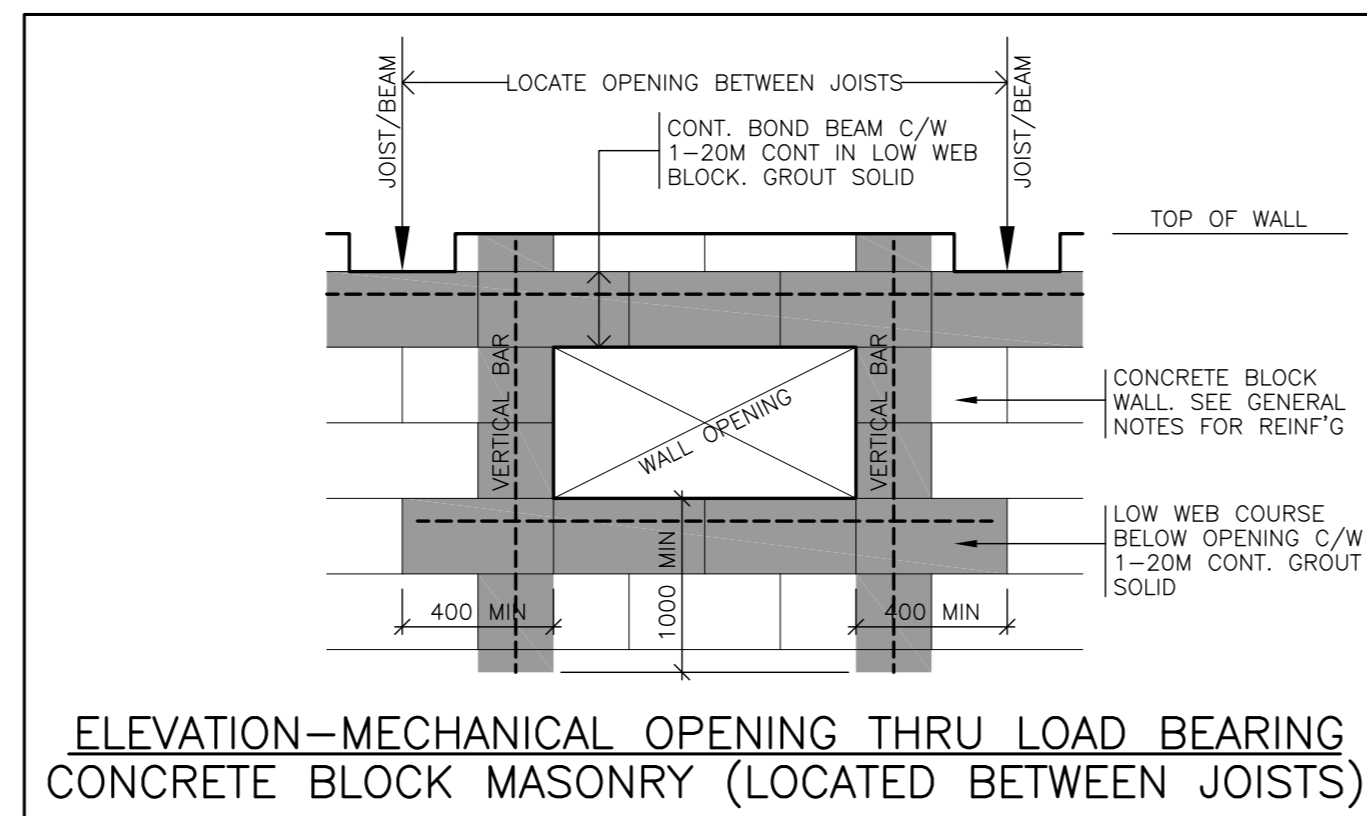 JOIST/BEAM
LOCATE OPENING BETWEEN JOISTS
JOIST/BEAM
CONT. BOND BEAM C/W
1-20M CONT IN LOW WEB
BLOCK. GROUT SOLID
TOP OF WALL
VERTICAL BAR
WALL OPENING
VERTICAL BAR
CONCRETE BLOCK
WALL. SEE GENERAL
NOTES FOR REINF'G
LOW WEB COURSE
BELOW OPENING C/W
1-20M CONT. GROUT
SOLID
400 MIN
1000 MIN
400 MIN
ELEVATION-MECHANICAL OPENING THRU LOAD BEARING
CONCRETE BLOCK MASONRY (LOCATED BETWEEN JOISTS)